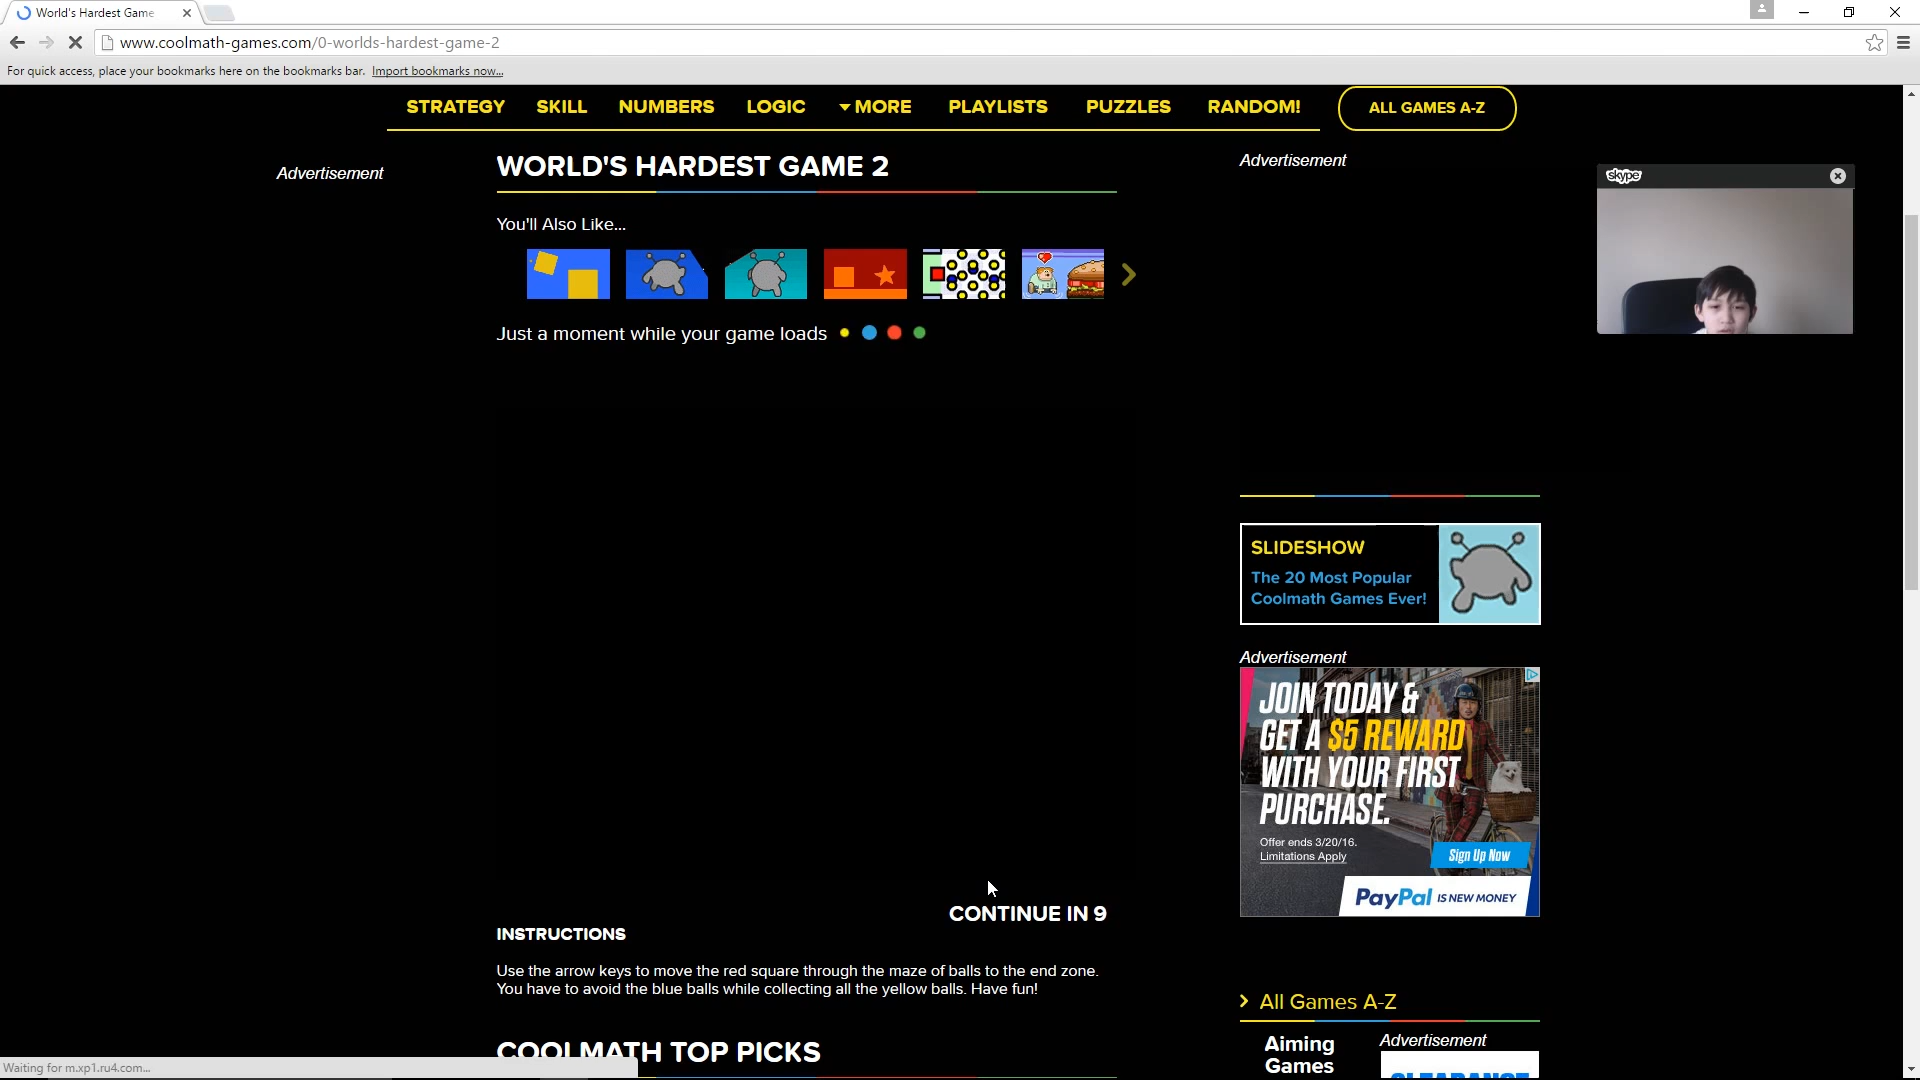 World's Hardest Game
www.coolmath-games.com/0-worlds-hardest-game-2
For quick access, place your bookmarks here on the bookmarks bar. Import bookmarks now...
STRATEGY SKILL NUMBERS LOGIC MORE PLAYLISTS PUZZLES RANDOM! ALL GAMES A-Z
Advertisement
WORLD'S HARDEST GAME 2
You'll Also Like...
Just a moment while your game loads
CONTINUE IN 9
INSTRUCTIONS
Use the arrow keys to move the red square through the maze of balls to the end zone.
You have to avoid the blue balls while collecting all the yellow balls. Have fun!
COOLMATH TOP PICKS
Advertisement
skype
SLIDESHOW
The 20 Most Popular
Coolmath Games Ever!
Advertisement
JOIN TODAY &
GET A $5 REWARD
WITH YOUR FIRST
PURCHASE.
Offer ends 3/20/16.
Limitations Apply
Sign Up Now
PayPal IS NEW MONEY
All Games A-Z
Aiming
Games
Advertisement
CLEARANCE
Waiting for m.xp1.ru4.com...